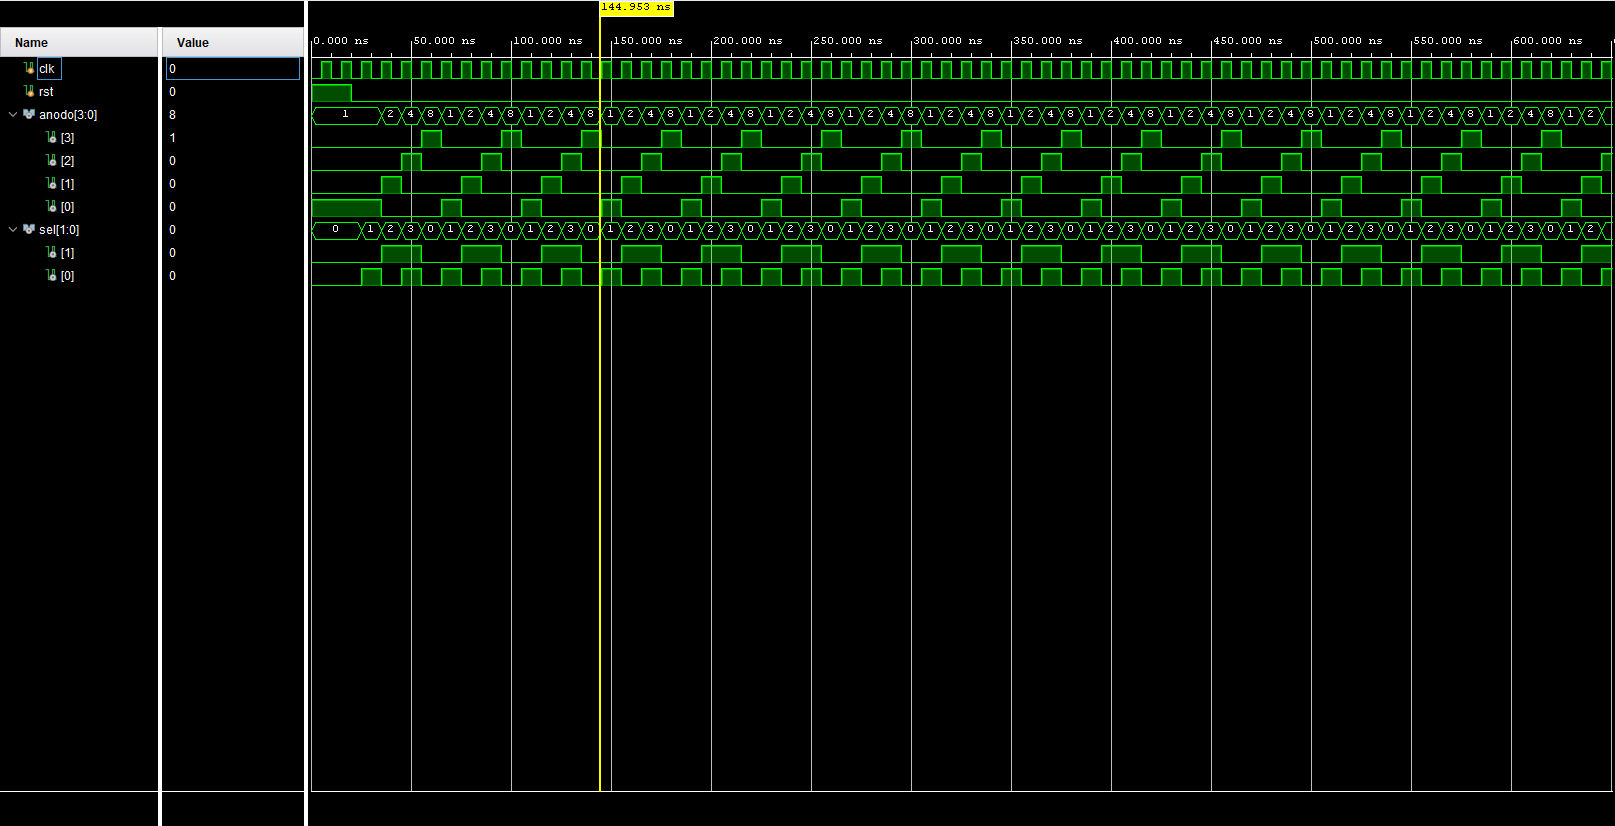 144.953 ns
Name Value
0.000 ns 50.000 ns 100.000 ns 150.000 ns 200.000 ns 250.000 ns 300.000 ns 350.000 ns 400.000 ns 450.000 ns 500.000 ns 550.000 ns 600.000 ns
clk 0
rst 0
anodo[3:0] 8 1 2 4 8 1 2 4 8 1 2 4 8 1 2 4 8 1 2 4 8 1 2 4 8 1 2 4 8 1 2 4 8 1 2 4 8 1 2 4 8 1 2 4 8 1 2 4 8 1 2 4 8 1 2 4 8 1 2 4 8 1 2
[3] 1
[2] 0
[1] 0
[0] 0
sel[1:0] 0 0 1 2 3 0 1 2 3 0 1 2 3 0 1 2 3 0 1 2 3 0 1 2 3 0 1 2 3 0 1 2 3 0 1 2 3 0 1 2 3 0 1 2 3 0 1 2 3 0 1 2 3 0 1 2 3 0 1 2 3 0 1 2
[1] 0
[0] 0